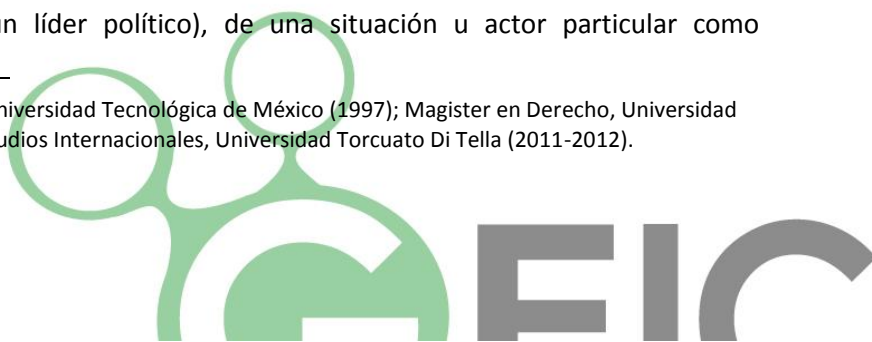 un líder político), de una situación u actor particular como
niversidad Tecnológica de México (1997); Magister en Derecho, Universidad
udios Internacionales, Universidad Torcuato Di Tella (2011-2012).
GEIC